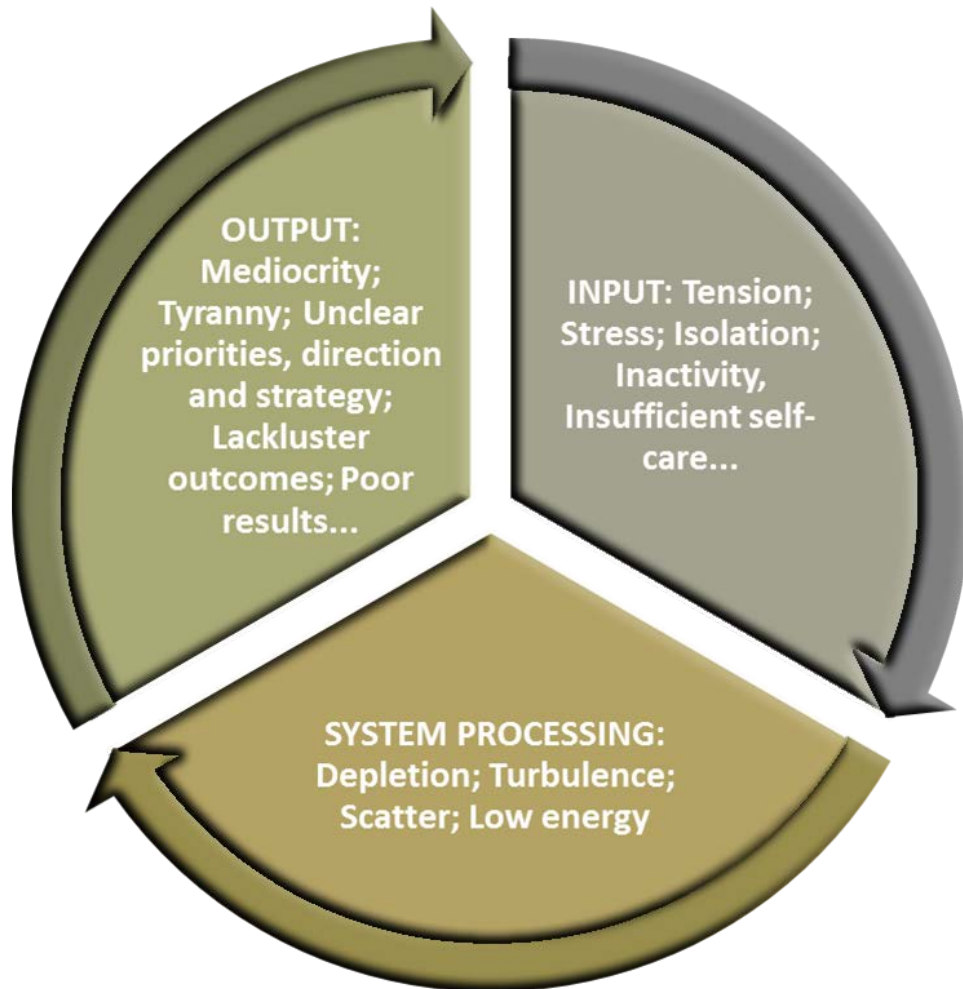 OUTPUT:
Mediocrity;
Tyranny; Unclear
priorities, direction
and strategy;
Lackluster
outcomes; Poor
results...
INPUT: Tension;
Stress; Isolation;
Inactivity,
Insufficient self-
care...
SYSTEM PROCESSING:
Depletion; Turbulence;
Scatter; Low energy